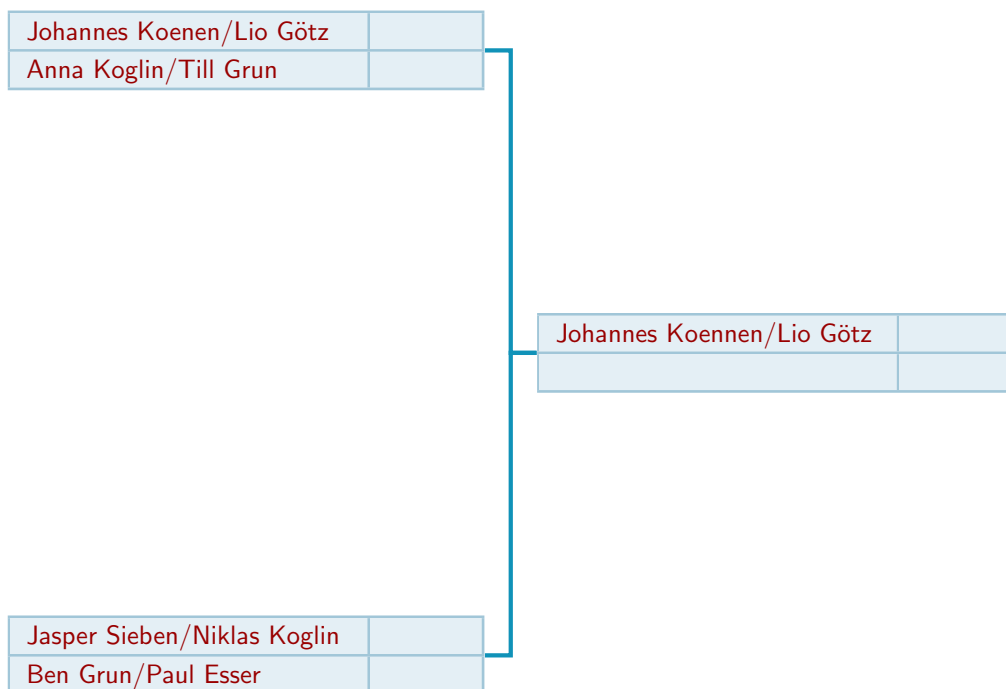 Johannes Koenen/Lio Götz
Anna Koglin/Till Grun
Johannes Koennen/Lio Götz
Jasper Sieben/Niklas Koglin
Ben Grun/Paul Esser